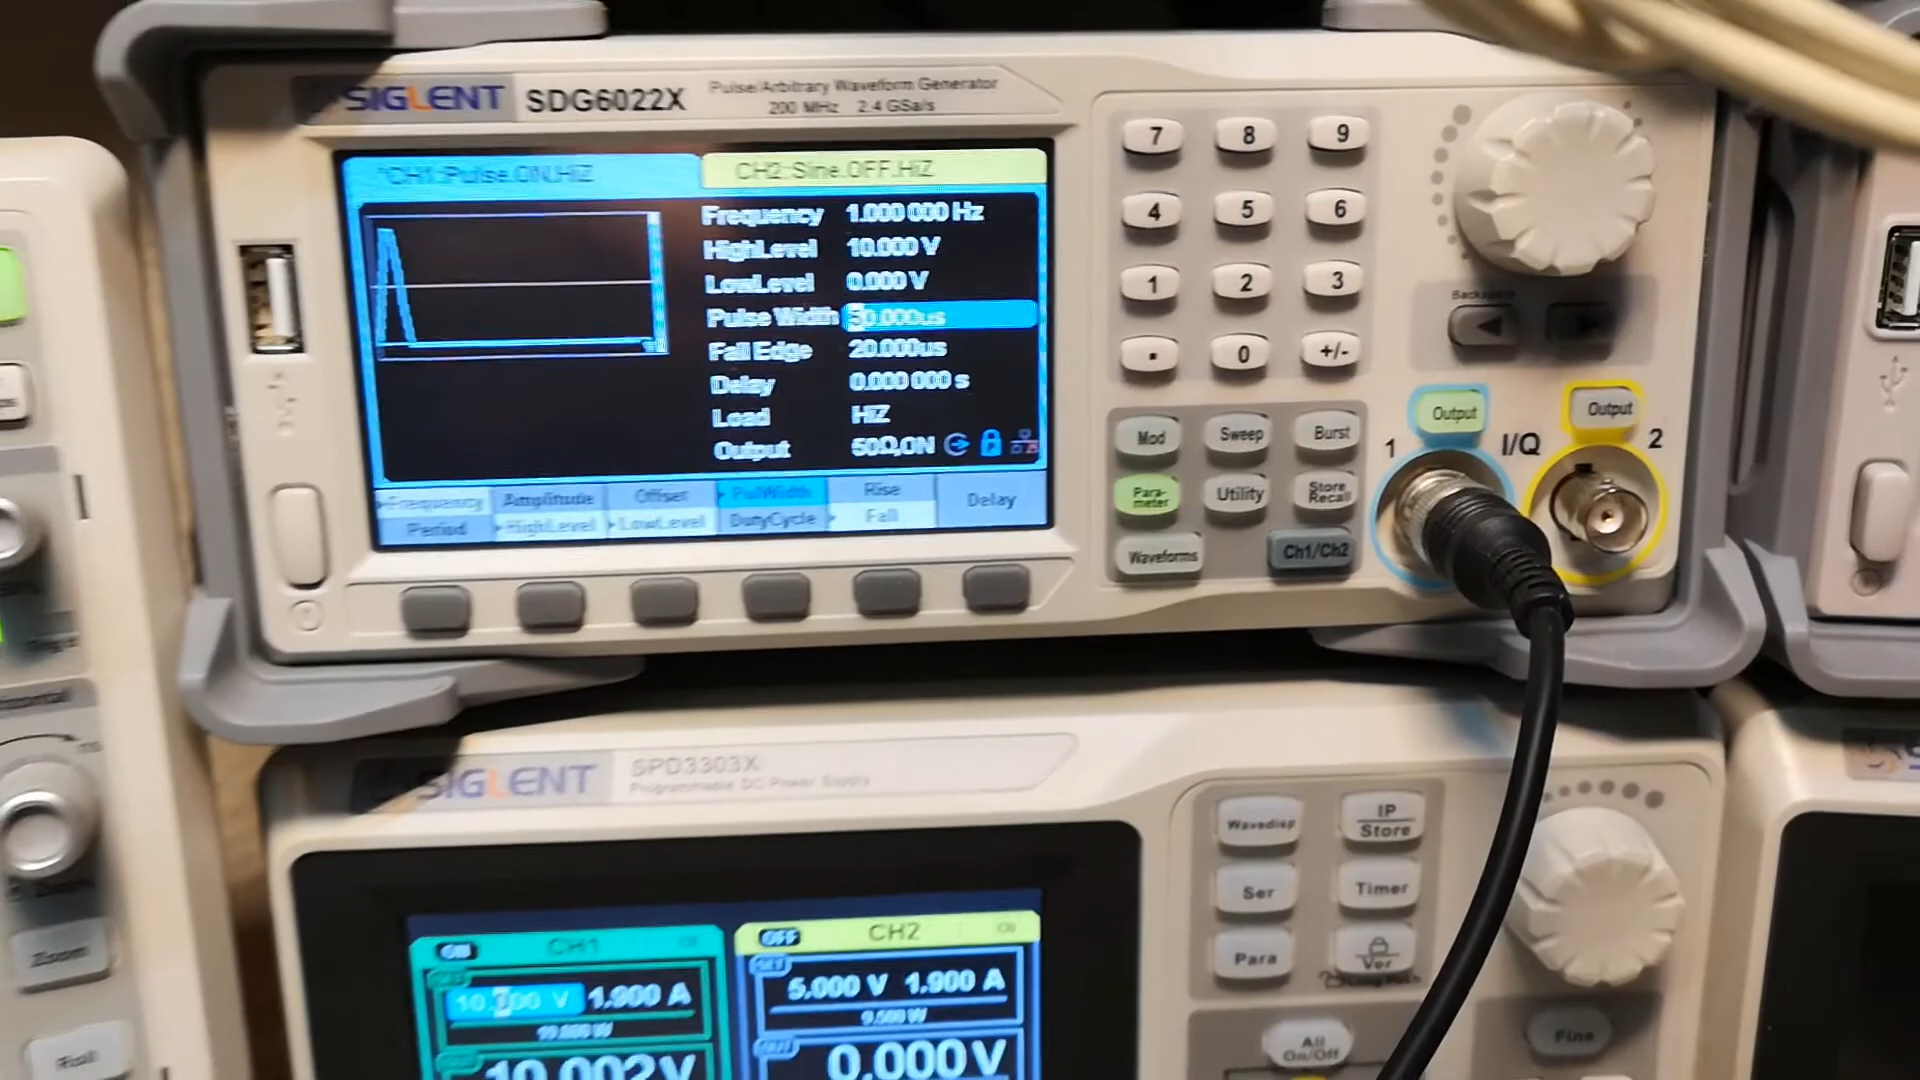 SIGLENT SDG6022X Pulse/Arbitrary Waveform Generator
200 MHz 2.4 GSa/s
*CH1:Pulse.ON.HiZ
CH2:Sine.OFF.HiZ
Frequency 1.000 000 Hz
HighLevel 10.000 V
LowLevel 0.000 V
Pulse Width 50.000us
Fall Edge 20.000us
Delay 0.000 000 s
Load HiZ
Output 50Ω,ON
Frequency
Period
Amplitude
HighLevel
Offset
LowLevel
PulWidth
DutyCycle
Rise
Fall
Delay
7 8 9
4 5 6
1 2 3
. 0 +/-
Mod Sweep Burst
Para-
meter
Utility
Store
Recall
Waveforms Ch1/Ch2
Backspace
Output
Output
1 I/Q 2
SIGLENT SPD3303X
Programmable DC Power Supply
ON CH1
SET
10.000 V 1.900 A
10.002V
OFF CH2
SET
5.000 V 1.900 A
9.500 W
OUT
0.000V
Wavedisp
IP
Store
Ser
Timer
Para
Ver
All
On/Off
Fine
Zoom
Roll